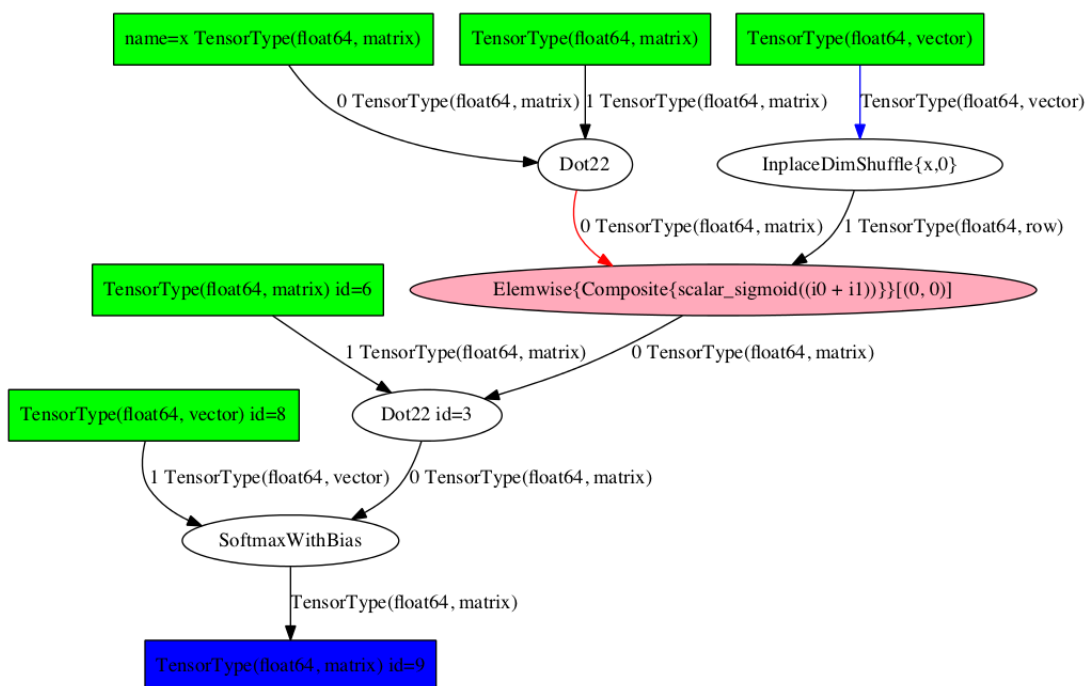 name=x TensorType(float64, matrix)
TensorType(float64, matrix)
TensorType(float64, vector)
0 TensorType(float64, matrix)
1 TensorType(float64, matrix)
TensorType(float64, vector)
Dot22
InplaceDimShuffle{x,0}
0 TensorType(float64, matrix)
1 TensorType(float64, row)
TensorType(float64, matrix) id=6
Elemwise{Composite{scalar_sigmoid((i0 + i1))}}[(0, 0)]
1 TensorType(float64, matrix)
0 TensorType(float64, matrix)
TensorType(float64, vector) id=8
Dot22 id=3
1 TensorType(float64, vector)
0 TensorType(float64, matrix)
SoftmaxWithBias
TensorType(float64, matrix)
TensorType(float64, matrix) id=9